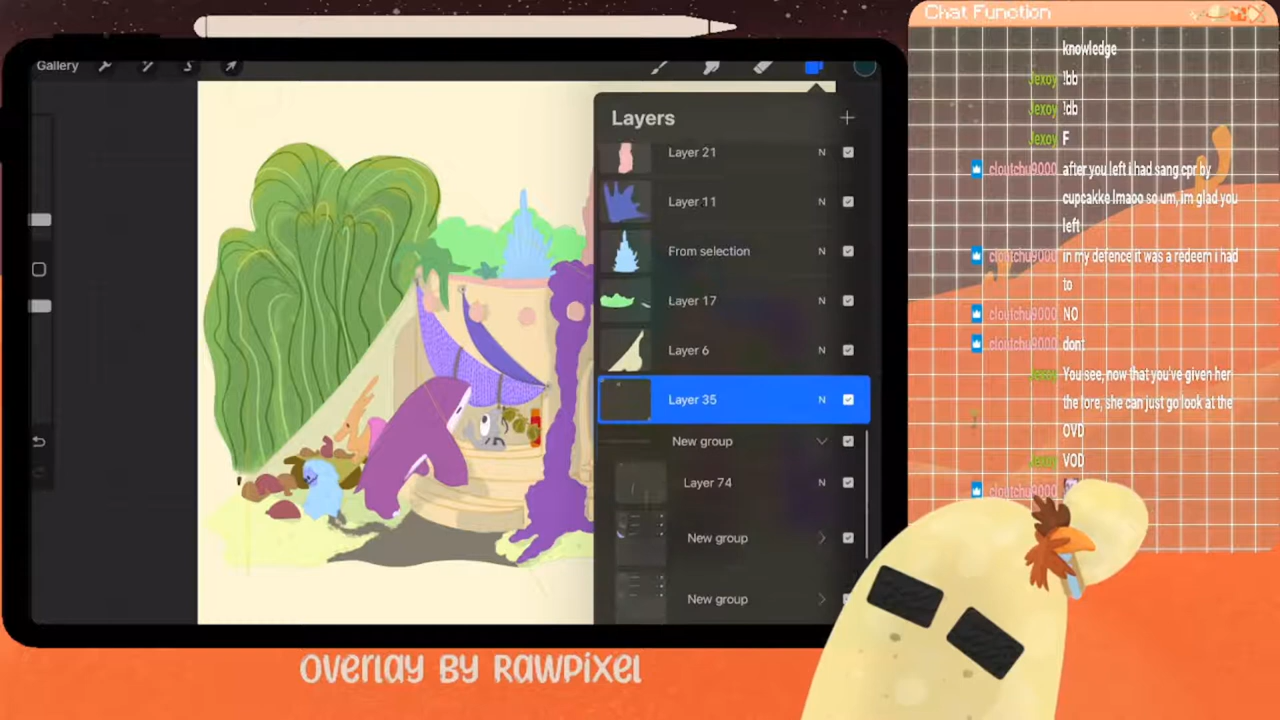 Chat Function
Gallery
Layers
Layer 21 N
Layer 11 N
From selection N
Layer 17 N
Layer 6 N
Layer 35 N
New group
Layer 74 N
New group
New group
knowledge
Jexoy !bb
Jexoy !db
Jexoy F
cloutchu9000 after you left i had sang cpr by
cupcakke lmaoo so um, im glad you
left
cloutchu9000 in my defence it was a redeem i had
to
cloutchu9000 NO
cloutchu9000 dont
Jexoy You see, now that you've given her
the lore, she can just go look at the
OVD
Jexoy VOD
cloutchu9000
Overlay by Rawpixel